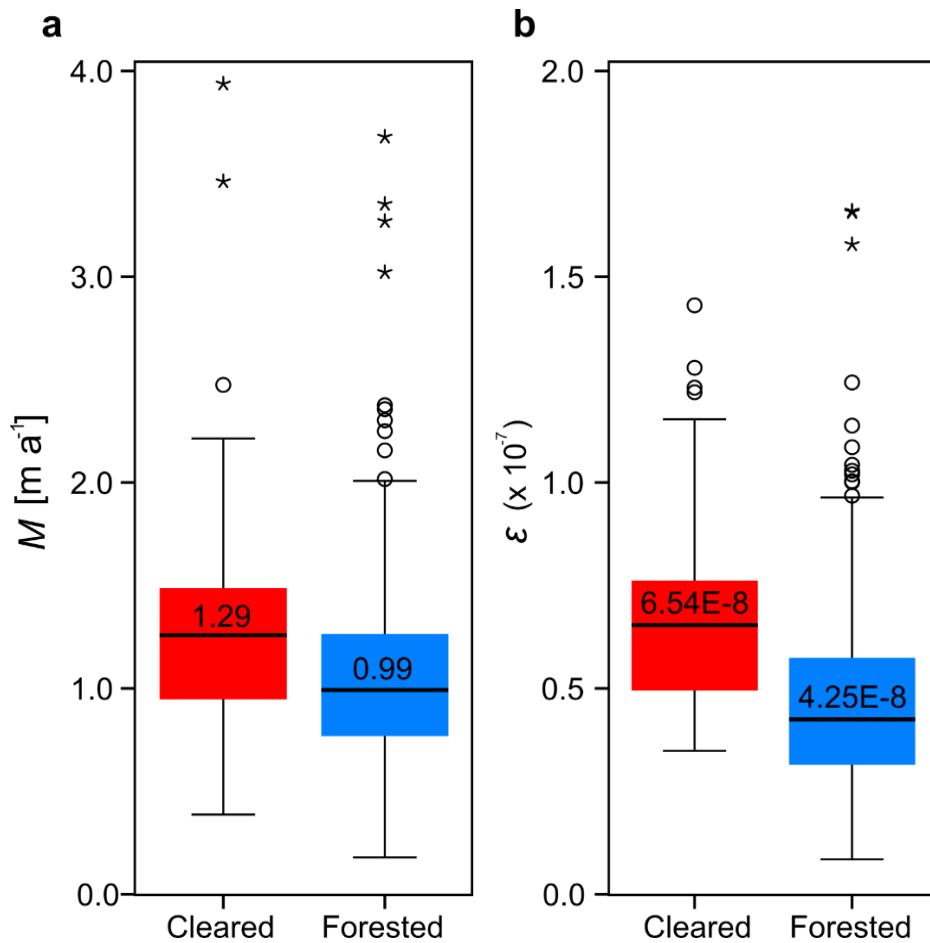 a
4.0
3.0
2.0
1.0
0.0
M [m a-1]
1.29
0.99
Cleared
Forested
b
2.0
1.5
1.0
0.5
0.0
ε (x 10-7)
6.54E-8
4.25E-8
Cleared
Forested